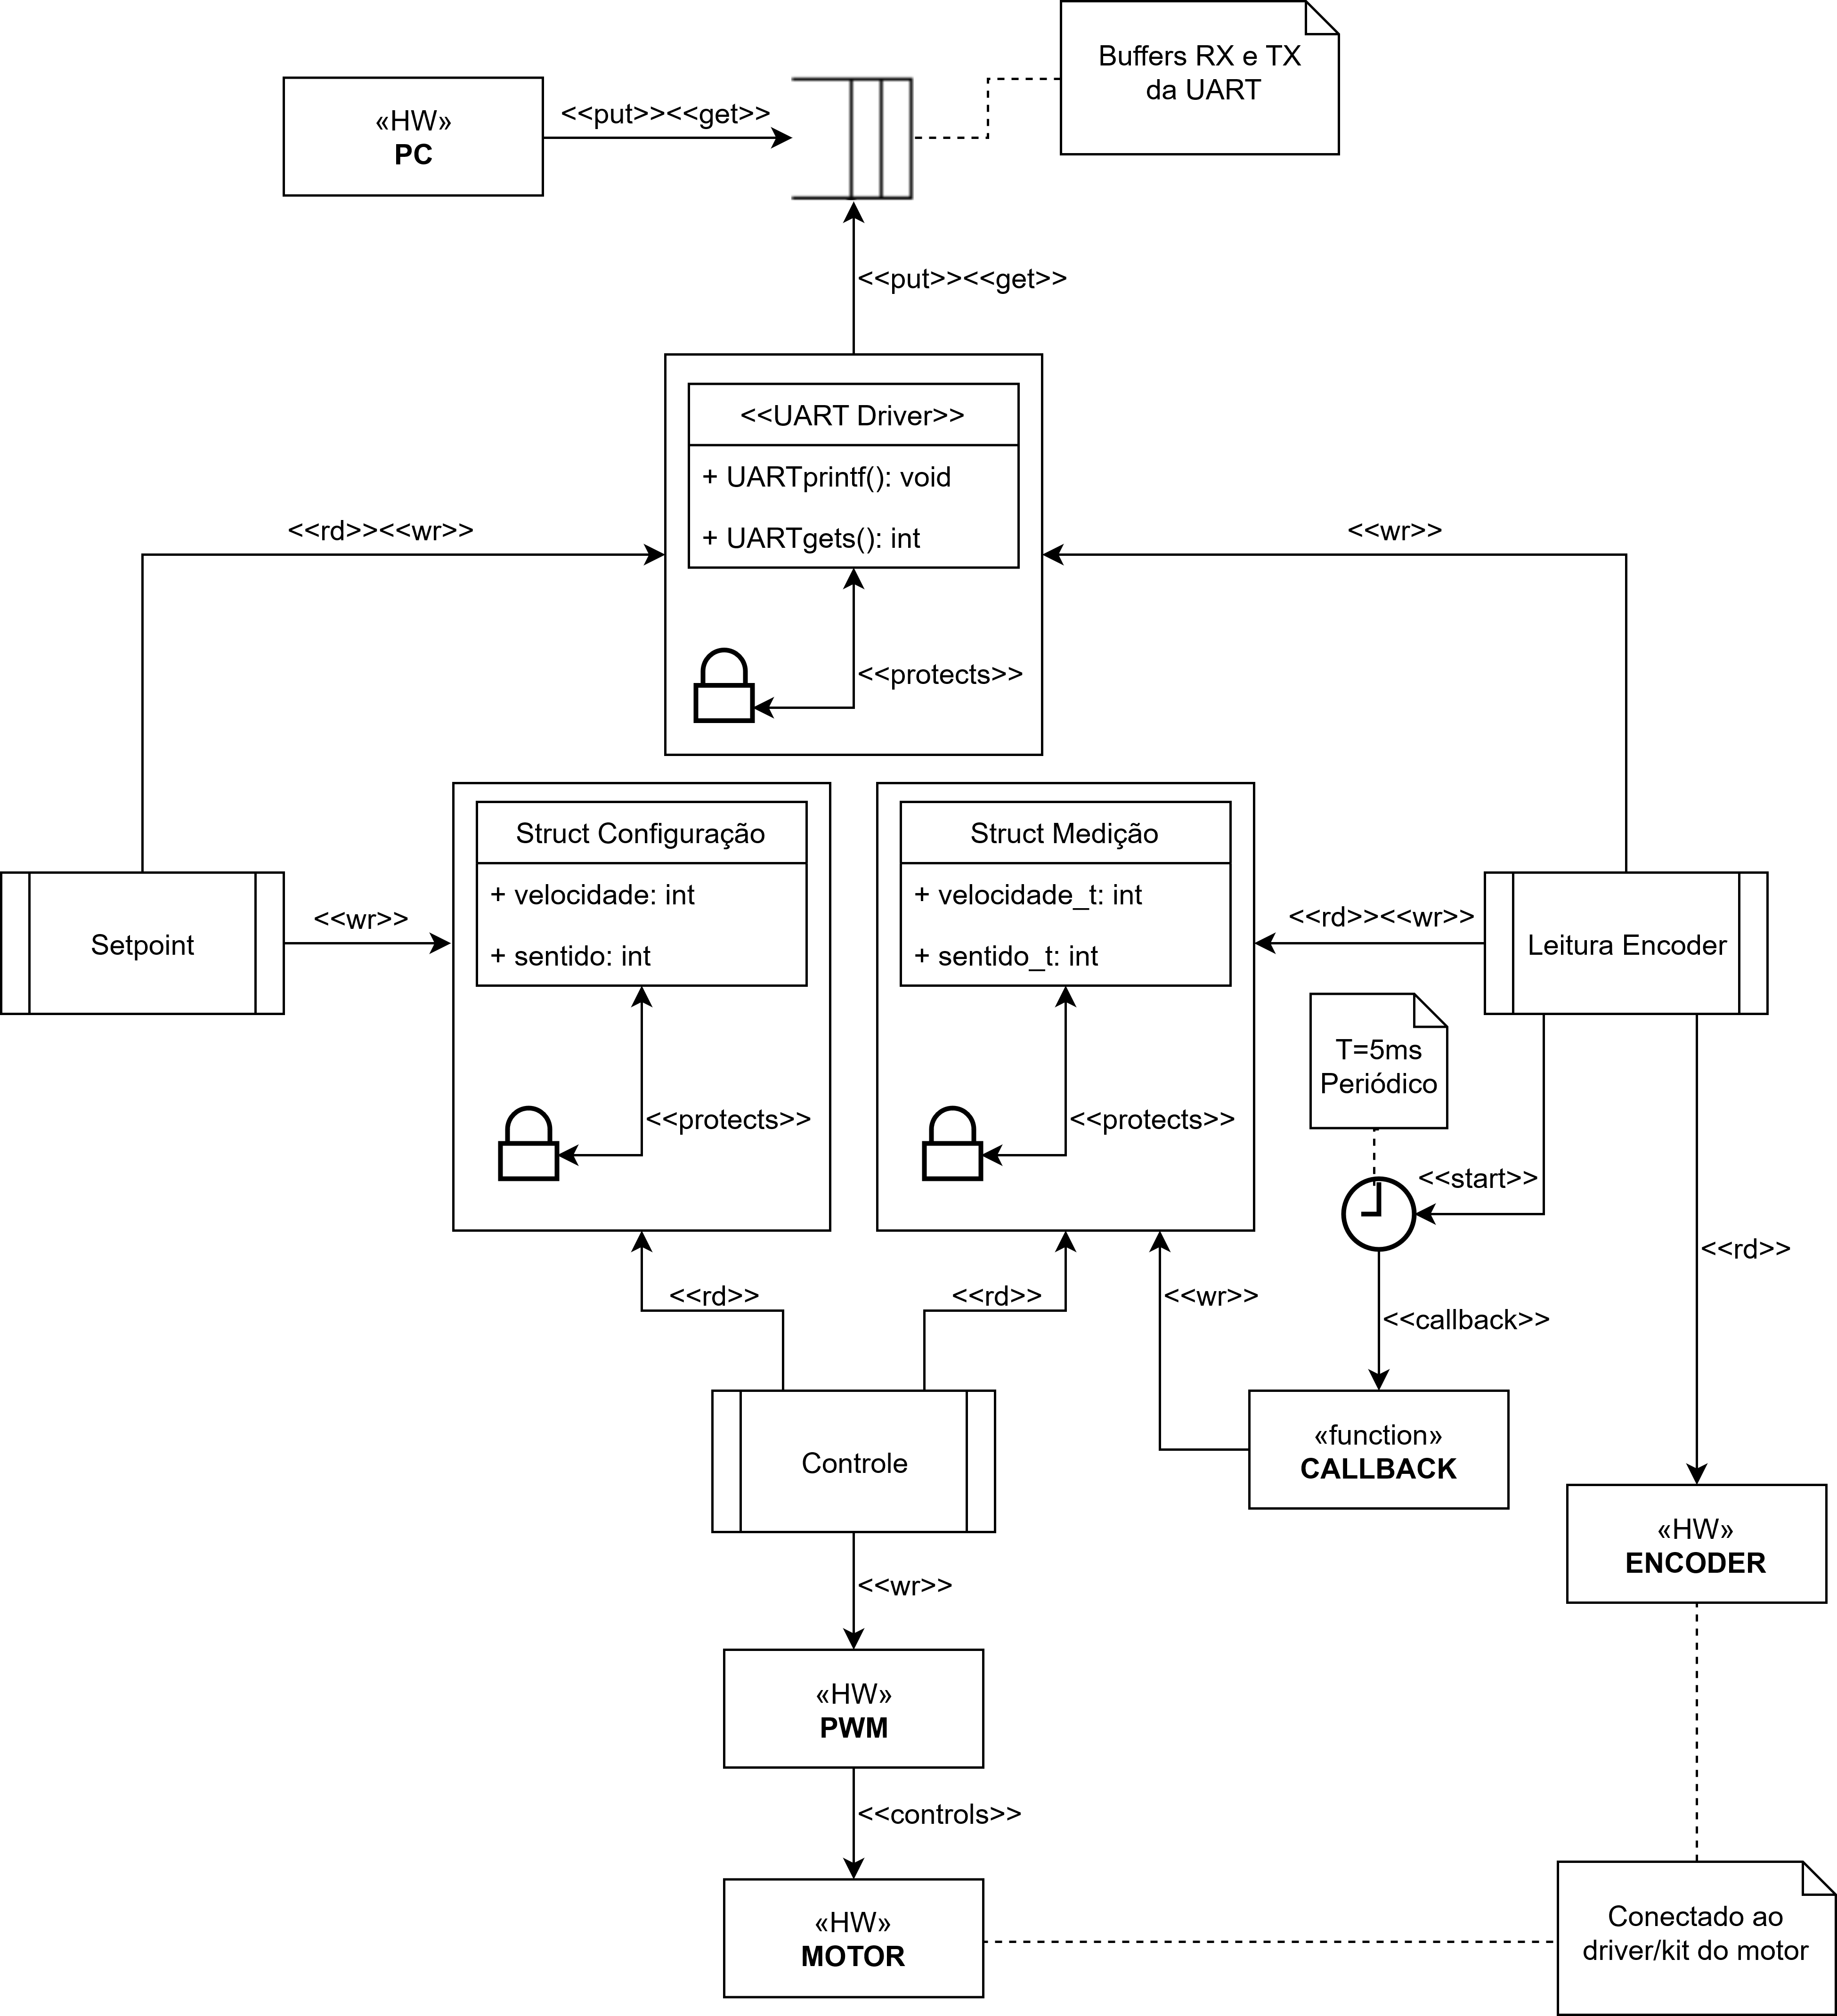 Buffers RX e TX
da UART
«HW»
PC
<<put>><<get>>
<<put>><<get>>
<<UART Driver>>
+ UARTprintf(): void
+ UARTgets(): int
<<protects>>
<<rd>><<wr>>
<<wr>>
Struct Configuração
+ velocidade: int
+ sentido: int
<<protects>>
Struct Medição
+ velocidade_t: int
+ sentido_t: int
<<protects>>
Setpoint
<<wr>>
<<rd>><<wr>>
Leitura Encoder
T=5ms
Periódico
<<start>>
<<rd>>
<<callback>>
<<rd>>
<<rd>>
<<wr>>
Controle
«function»
CALLBACK
«HW»
ENCODER
<<wr>>
«HW»
PWM
<<controls>>
«HW»
MOTOR
Conectado ao
driver/kit do motor